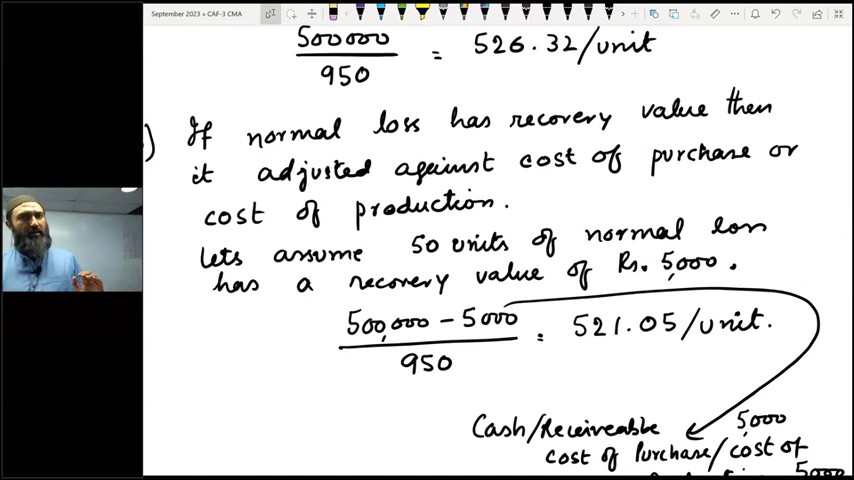 September 2023 • CAF-3 CMA
500000
950
= 526.32/unit
) If normal loss has recovery value then
it adjusted against cost of purchase or
cost of production.
Lets assume 50 units of normal loss
has a recovery value of Rs. 5,000.
500,000 - 5000
950
= 521.05/unit.
Cash/Receiveable 5,000
cost of Purchase/cost of
5000